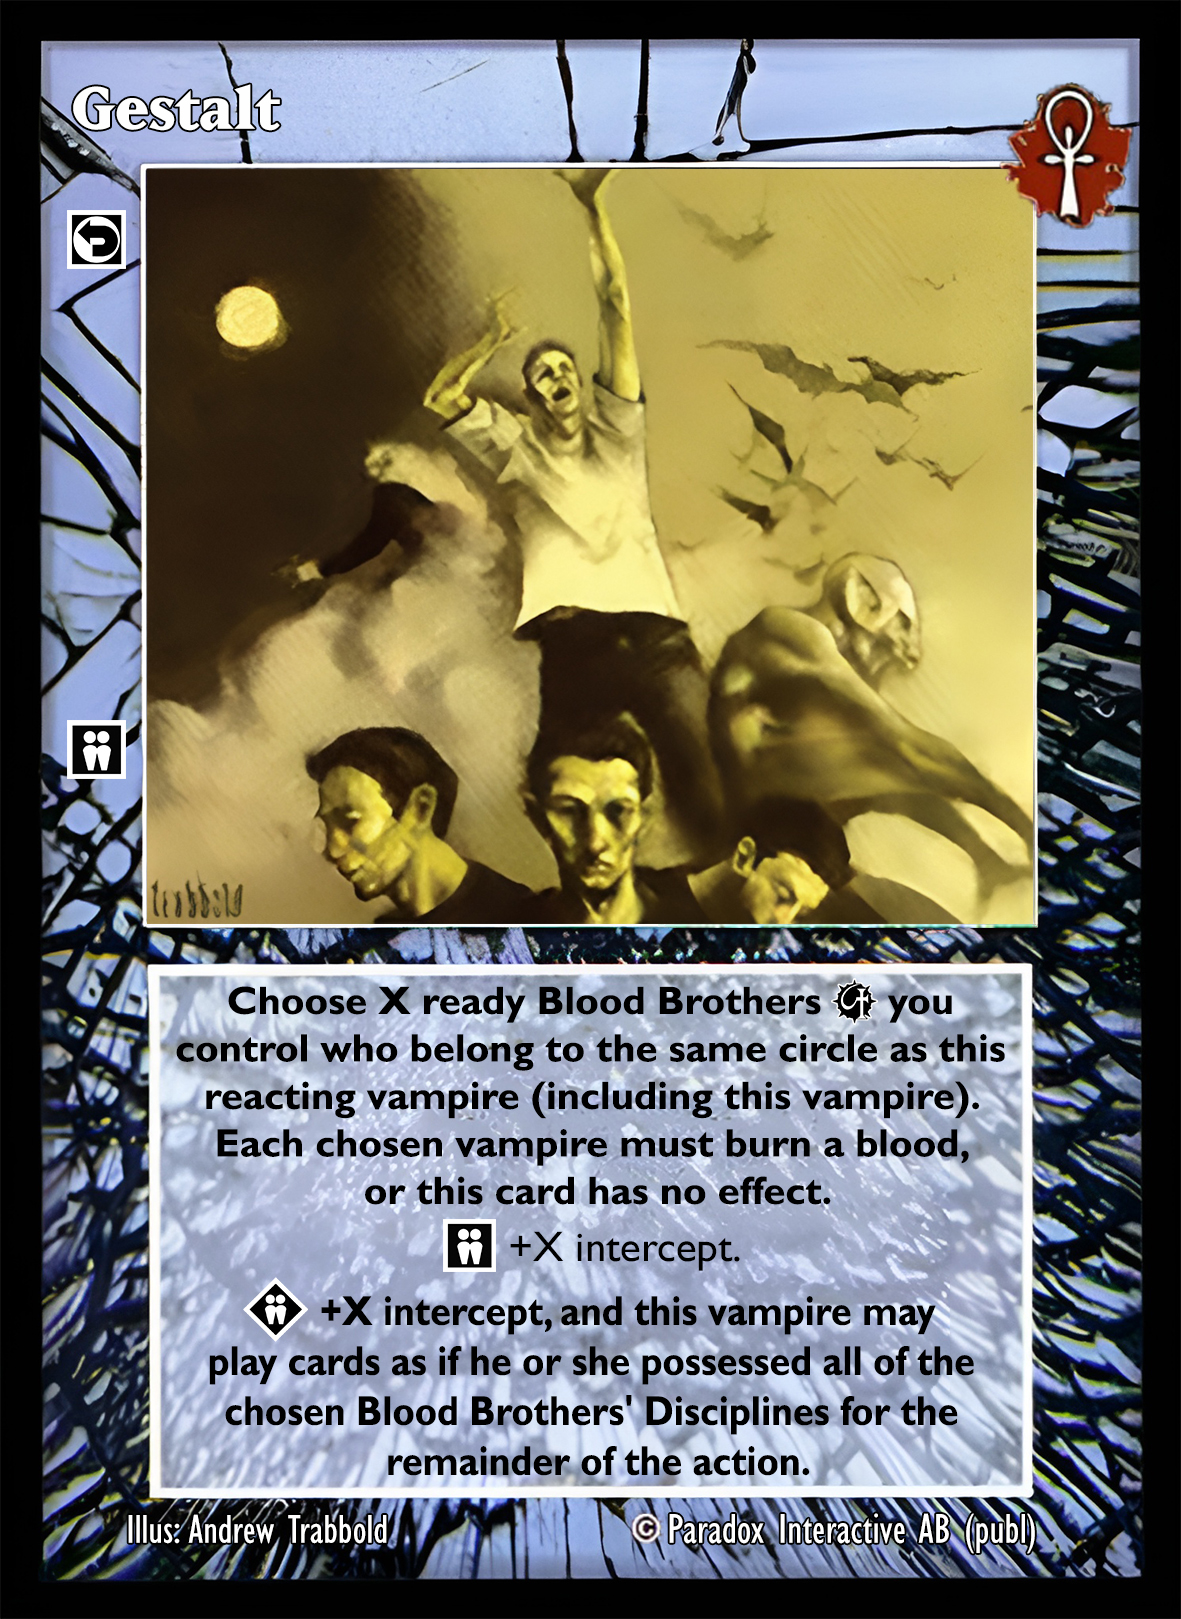 Gestalt
Trabbold
Choose X ready Blood Brothers you
control who belong to the same circle as this
reacting vampire (including this vampire).
Each chosen vampire must burn a blood,
or this card has no effect.
+X intercept.
+X intercept, and this vampire may
play cards as if he or she possessed all of the
chosen Blood Brothers' Disciplines for the
remainder of the action.
Illus: Andrew Trabbold
© Paradox Interactive AB (publ)